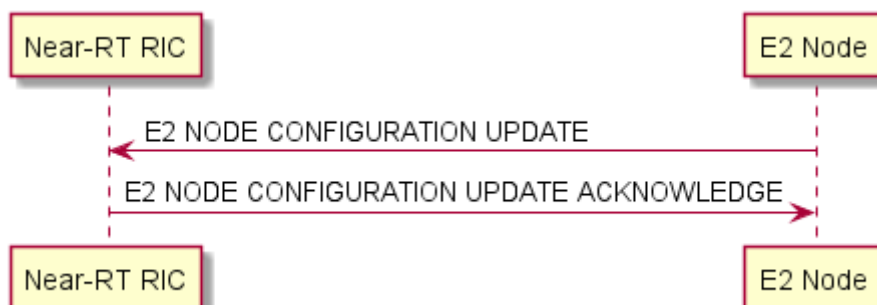 Near-RT RIC
E2 Node
E2 NODE CONFIGURATION UPDATE
E2 NODE CONFIGURATION UPDATE ACKNOWLEDGE
Near-RT RIC
E2 Node